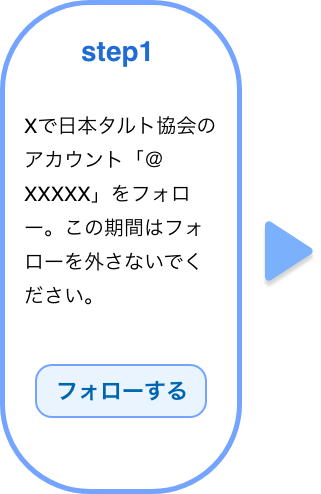 step1
Xで日本タルト協会の
アカウント「@
XXXXX」をフォロ
ー。この期間はフォ
ローを外さないでく
ださい。
フォローする